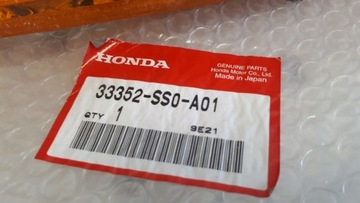 HONDA
GENUINE PARTS
Honda Motor Co., Ltd.
Made in Japan
33352-SS0-A01
QTY 1
9E21